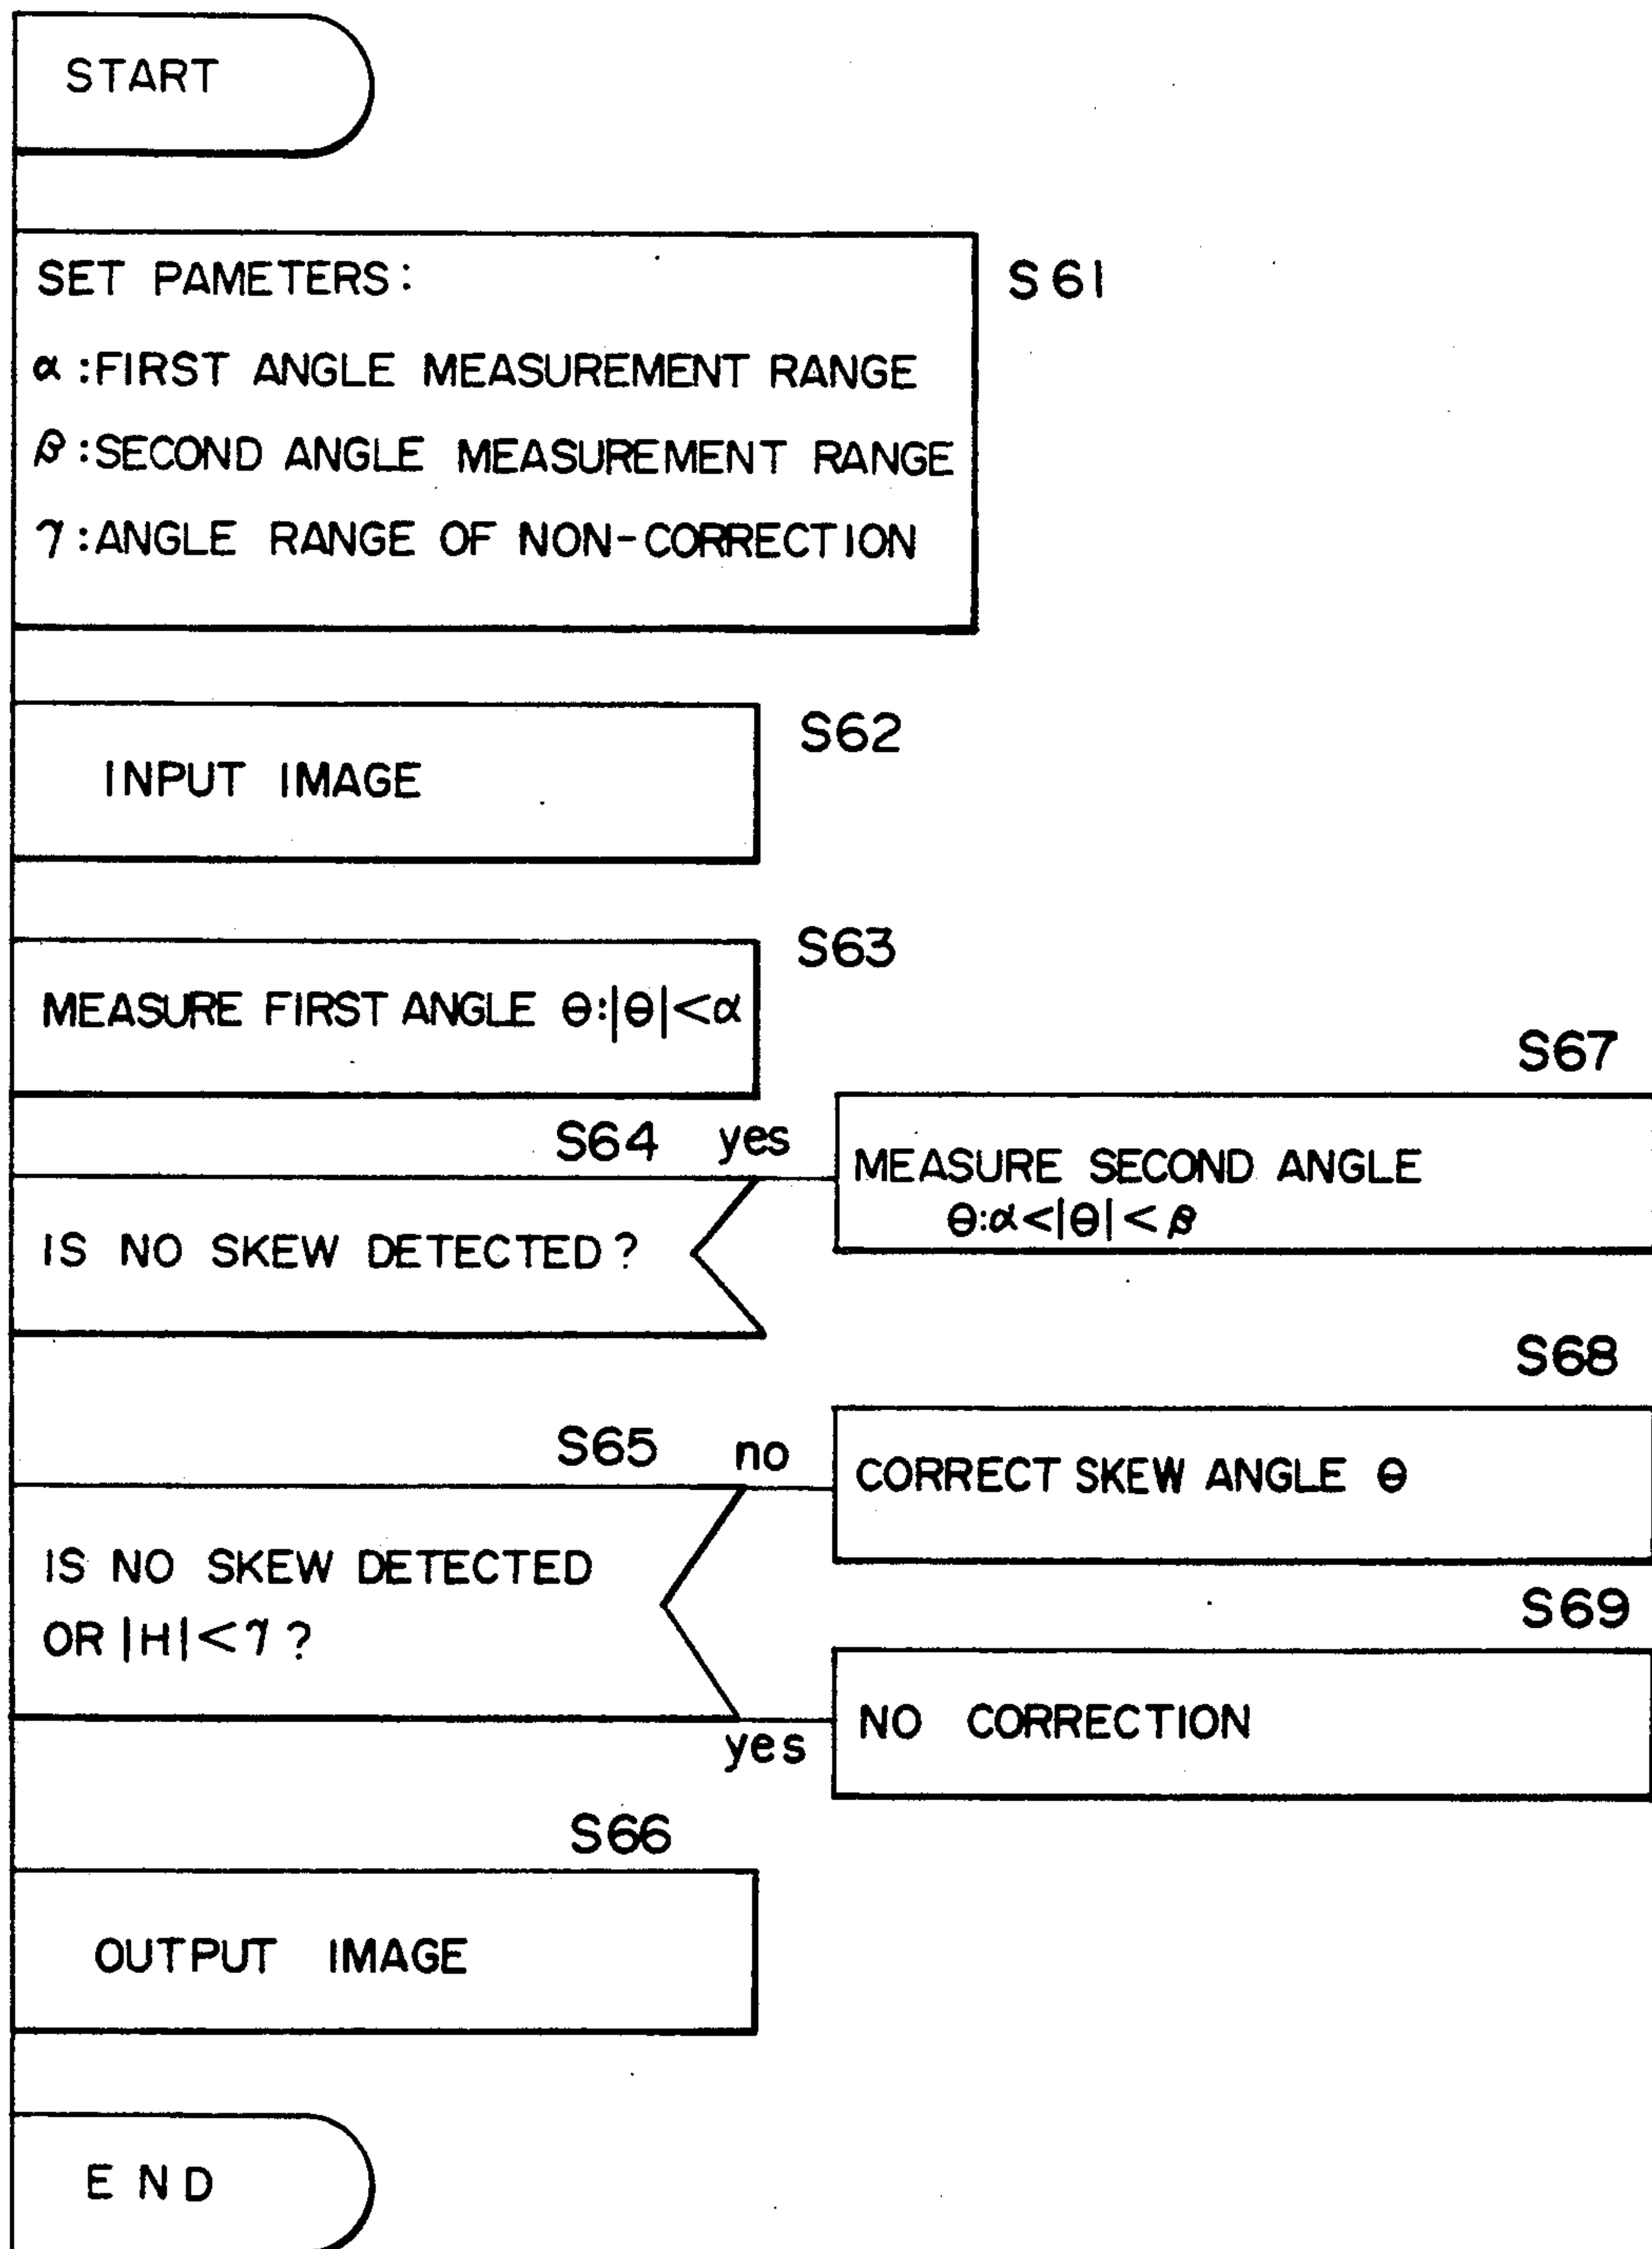 START
SET PAMETERS:
S61
α:FIRST ANGLE MEASUREMENT RANGE
β:SECOND ANGLE MEASUREMENT RANGE
γ:ANGLE RANGE OF NON-CORRECTION
S62
INPUT IMAGE
S63
MEASURE FIRST ANGLE θ:|θ|<α
S67
S64 yes
MEASURE SECOND ANGLE
θ:α<|θ|<β
IS NO SKEW DETECTED?
S68
S65 no
CORRECT SKEW ANGLE θ
IS NO SKEW DETECTED
OR |H|<γ?
S69
yes
NO CORRECTION
S66
OUTPUT IMAGE
END